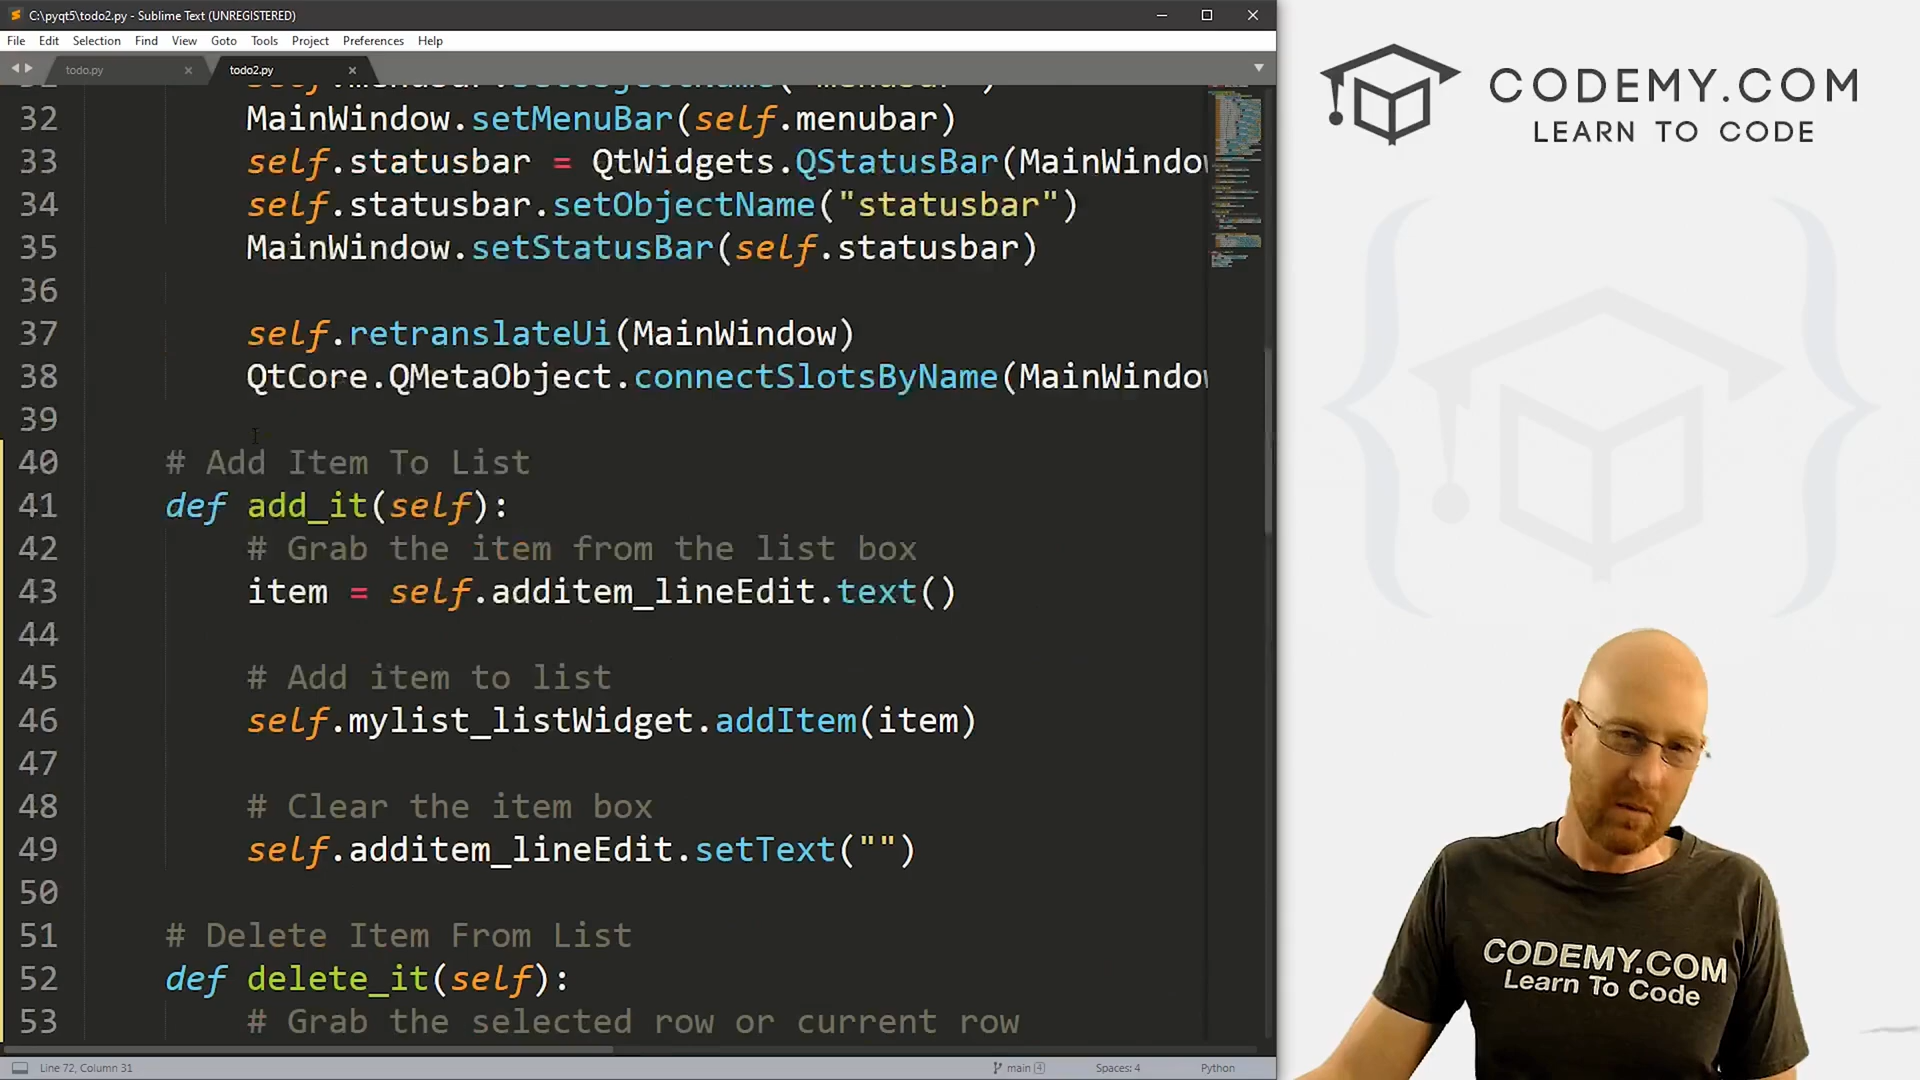 C:\pyqt5\todo2.py - Sublime Text (UNREGISTERED)
File Edit Selection Find View Goto Tools Project Preferences Help
todo.py
todo2.py
32 MainWindow.setMenuBar(self.menubar)
33 self.statusbar = QtWidgets.QStatusBar(MainWindow
34 self.statusbar.setObjectName("statusbar")
35 MainWindow.setStatusBar(self.statusbar)
36
37 self.retranslateUi(MainWindow)
38 QtCore.QMetaObject.connectSlotsByName(MainWindow
39
40 # Add Item To List
41 def add_it(self):
42 # Grab the item from the list box
43 item = self.additem_lineEdit.text()
44
45 # Add item to list
46 self.mylist_listWidget.addItem(item)
47
48 # Clear the item box
49 self.additem_lineEdit.setText("")
50
51 # Delete Item From List
52 def delete_it(self):
53 # Grab the selected row or current row
Line 72, Column 31
main 4
Spaces: 4
Python
CODEMY.COM
LEARN TO CODE
CODEMY.COM
Learn To Code